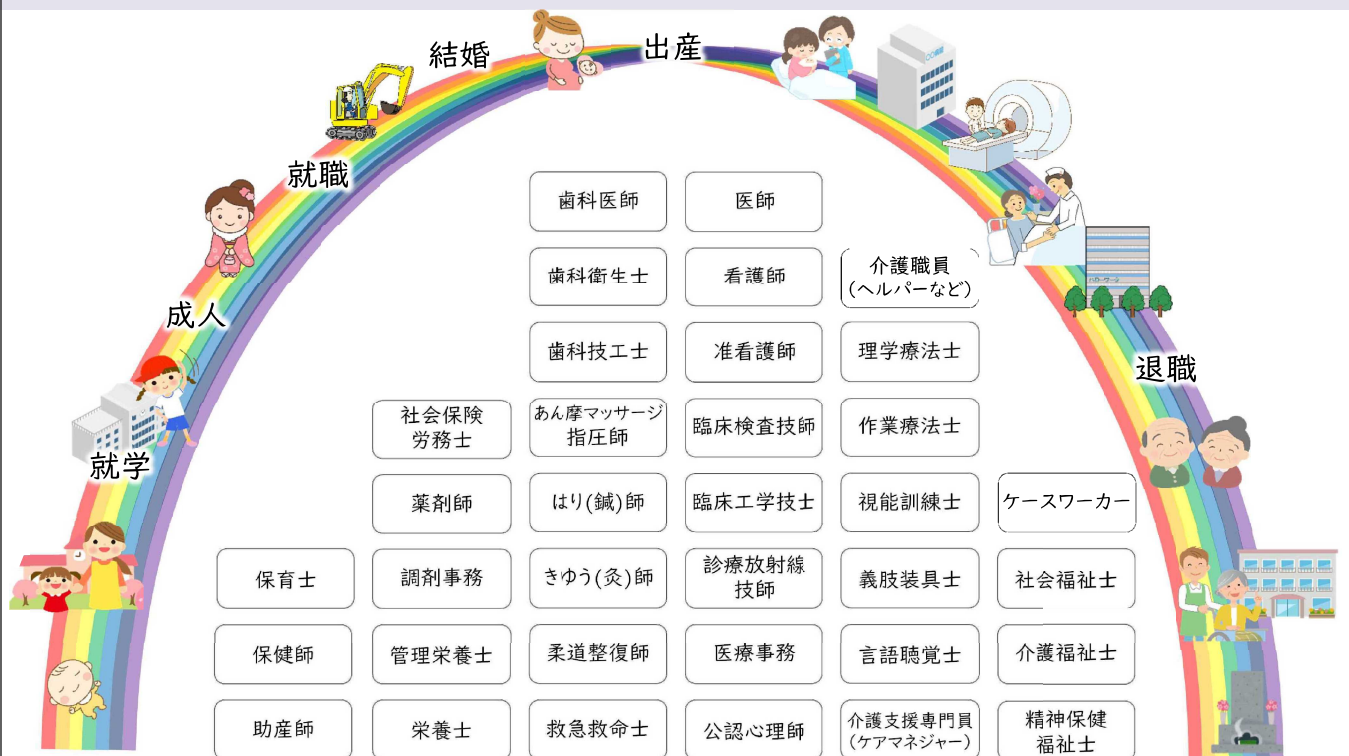 結婚
出産
就職
成人
就学
退職
ハローワーク
歯科医師
医師
歯科衛生士
看護師
介護職員
(ヘルパーなど)
歯科技工士
准看護師
理学療法士
社会保険
労務士
あん摩マッサージ
指圧師
臨床検査技師
作業療法士
薬剤師
はり(鍼)師
臨床工学技士
視能訓練士
ケースワーカー
保育士
調剤事務
きゆう(灸)師
診療放射線
技師
義肢装具士
社会福祉士
保健師
管理栄養士
柔道整復師
医療事務
言語聴覚士
介護福祉士
助産師
栄養士
救急救命士
公認心理師
介護支援専門員
(ケアマネジャー)
精神保健
福祉士